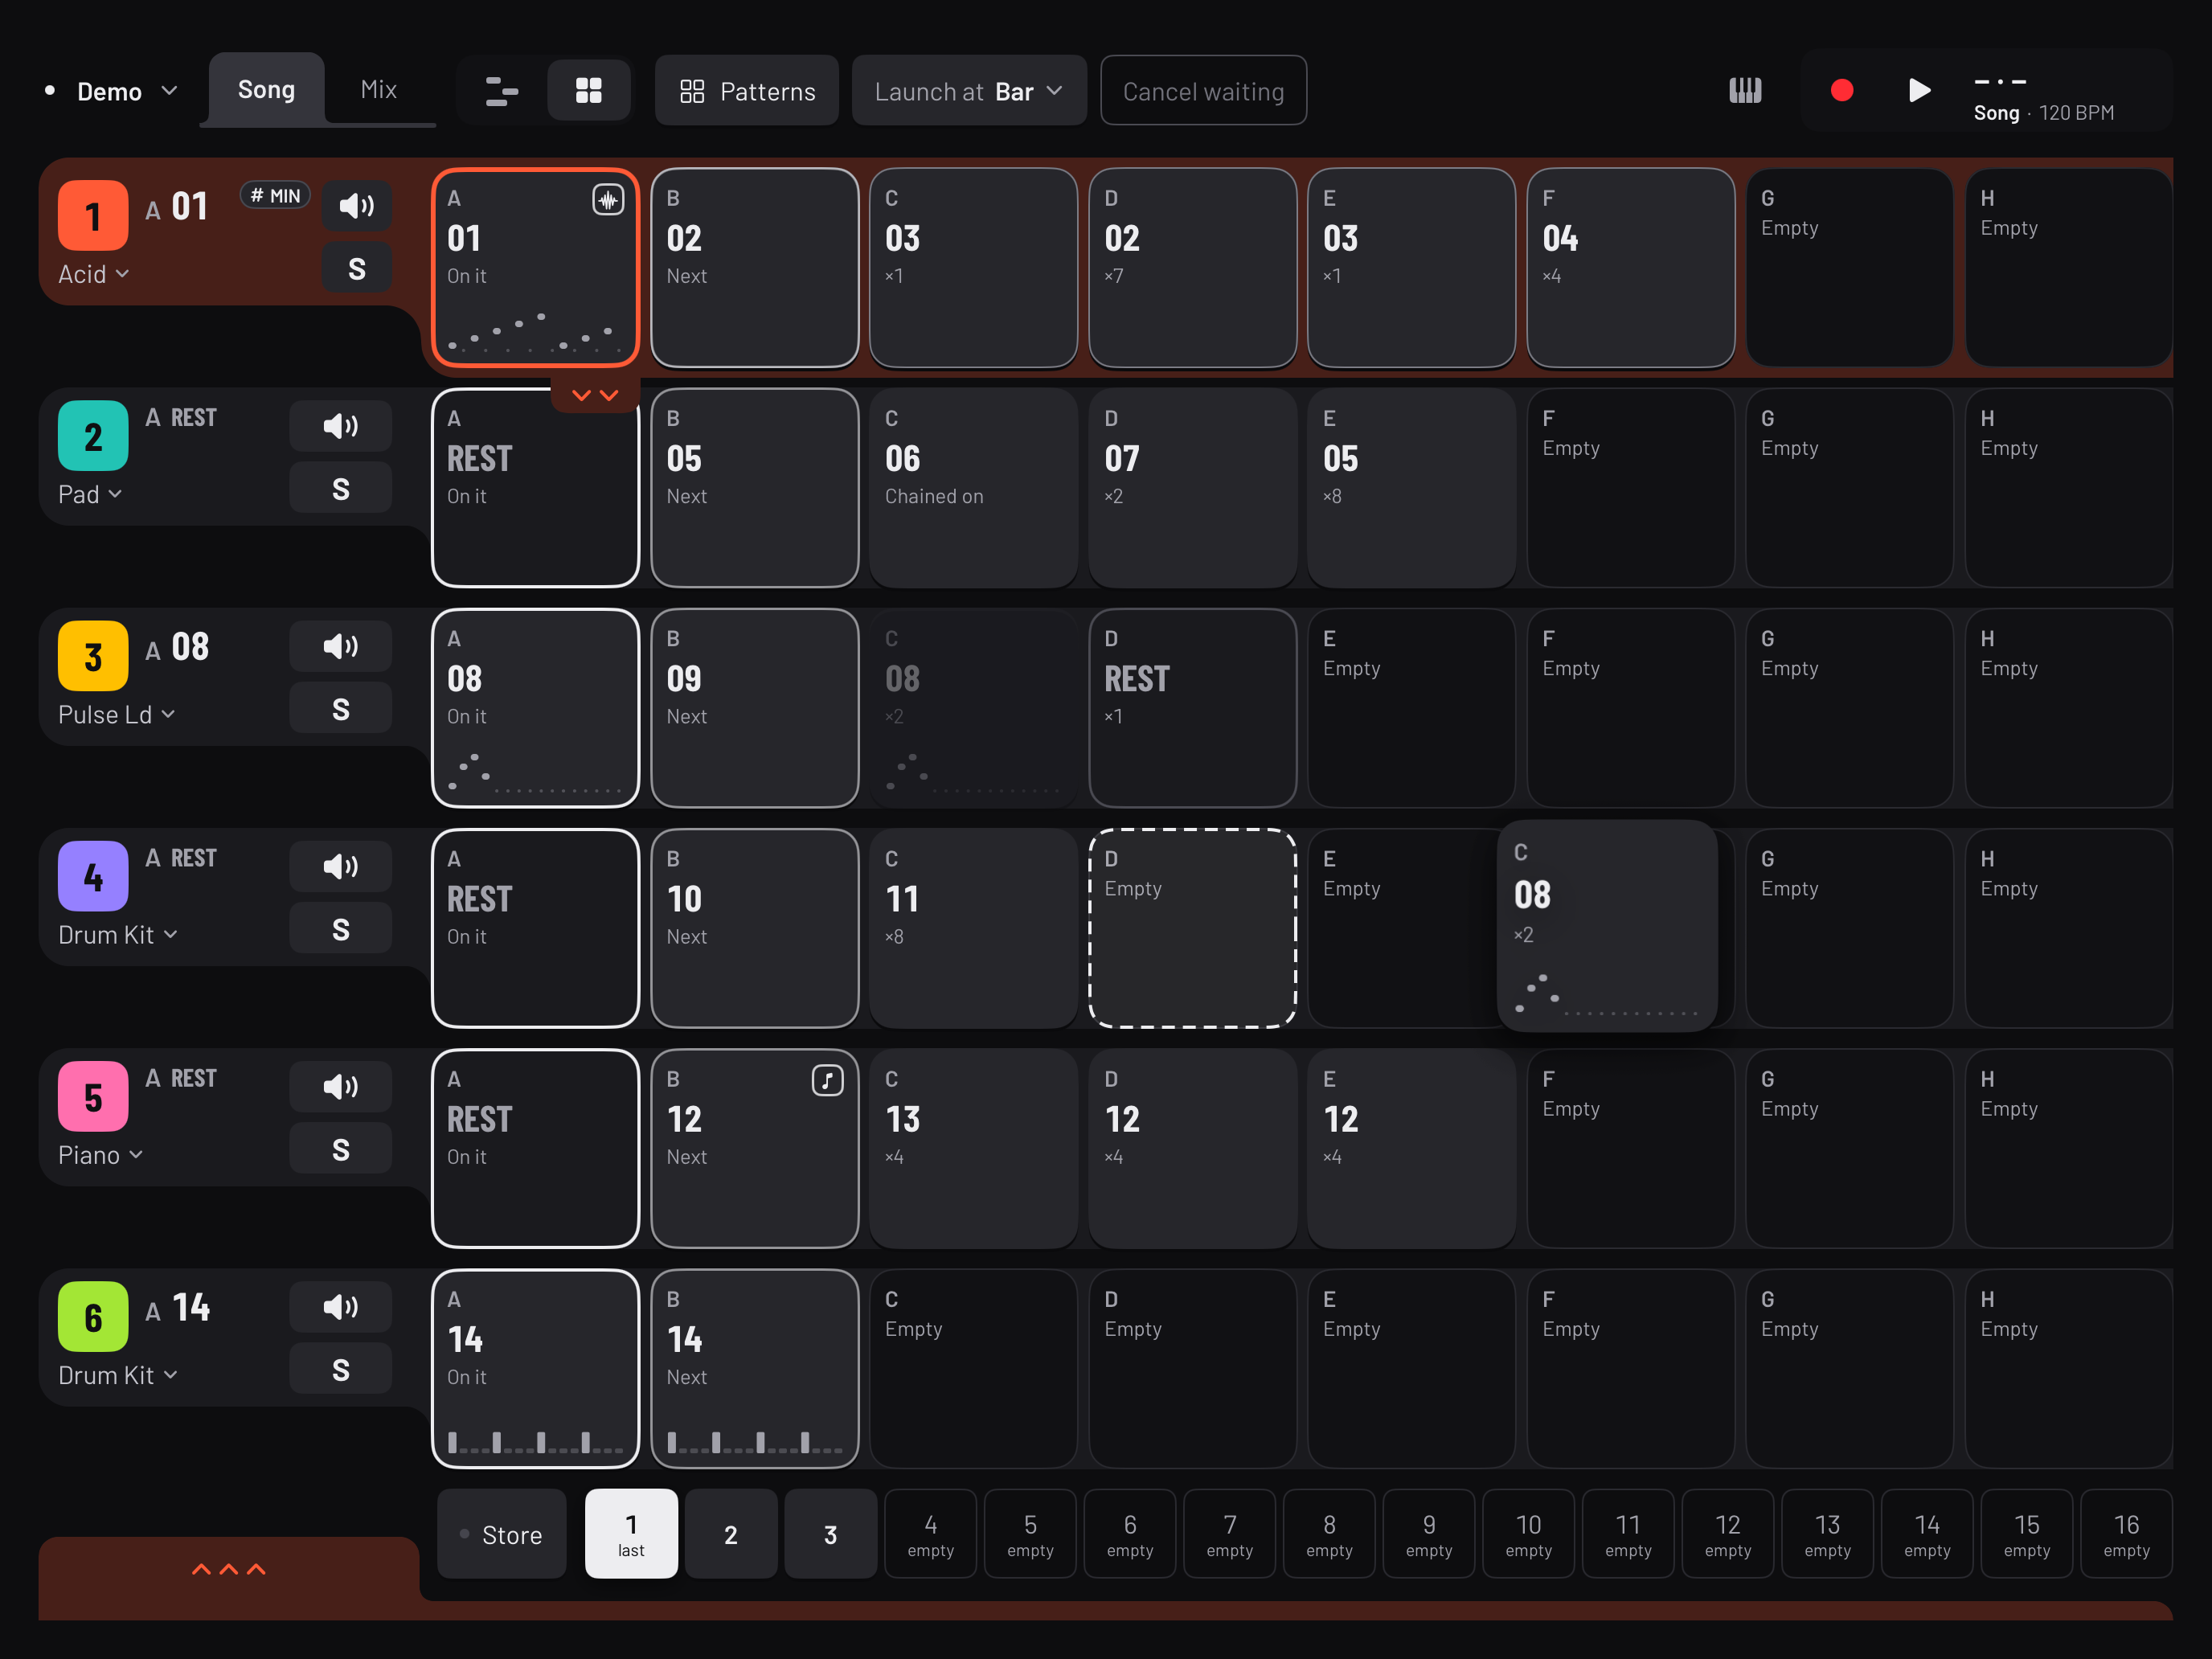 Demo
Song
Mix
Patterns
Launch at Bar
Cancel waiting
Song · 120 BPM
1
A 01
# MIN
Acid
S
A
01
On it
B
02
Next
C
03
×1
D
02
×7
E
03
×1
F
04
×4
G
Empty
H
Empty
2
A REST
Pad
S
A
REST
On it
B
05
Next
C
06
Chained on
D
07
×2
E
05
×8
F
Empty
G
Empty
H
Empty
3
A 08
Pulse Ld
S
A
08
On it
B
09
Next
C
08
×2
D
REST
×1
E
Empty
F
Empty
G
Empty
H
Empty
4
A REST
Drum Kit
S
A
REST
On it
B
10
Next
C
11
×8
D
Empty
E
Empty
C
08
×2
G
Empty
H
Empty
5
A REST
Piano
S
A
REST
On it
B
12
Next
C
13
×4
D
12
×4
E
12
×4
F
Empty
G
Empty
H
Empty
6
A 14
Drum Kit
S
A
14
On it
B
14
Next
C
Empty
D
Empty
E
Empty
F
Empty
G
Empty
H
Empty
Store
1
last
2
3
4
empty
5
empty
6
empty
7
empty
8
empty
9
empty
10
empty
11
empty
12
empty
13
empty
14
empty
15
empty
16
empty